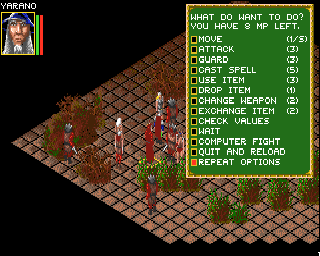 YARANO
WHAT DO WANT TO DO?
YOU HAVE 8 MP LEFT.
MOVE (1/3)
ATTACK (3)
GUARD (3)
CAST SPELL (5)
USE ITEM (3)
DROP ITEM (1)
CHANGE WEAPON (2)
EXCHANGE ITEM (2)
CHECK VALUES
WAIT
COMPUTER FIGHT
QUIT AND RELOAD
REPEAT OPTIONS